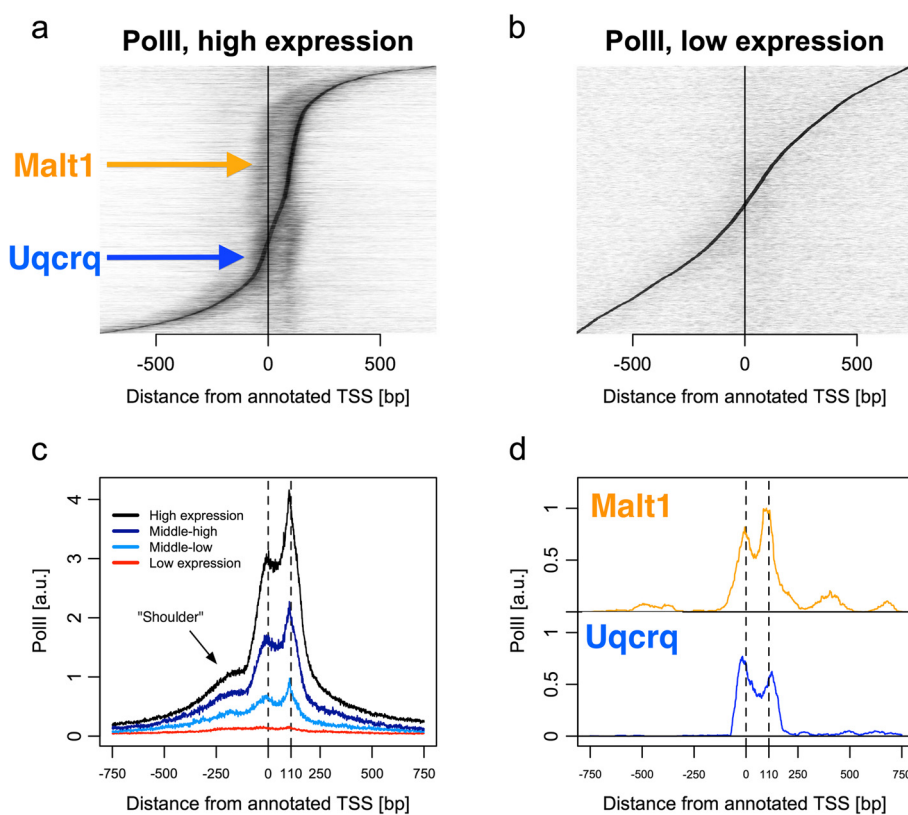 a
PolII, high expression
Malt1
Uqcrq
-500 0 500
Distance from annotated TSS [bp]
b
PolII, low expression
-500 0 500
Distance from annotated TSS [bp]
c
PolII [a.u.]
4
3
2
1
0
High expression
Middle-high
Middle-low
Low expression
"Shoulder"
-750 -250 0 110 250 500 750
Distance from annotated TSS [bp]
d
PolII [a.u.]
Malt1
1
0.5
Uqcrq
1
0.5
0
-750 -500 -250 0 110 250 500 750
Distance from annotated TSS [bp]